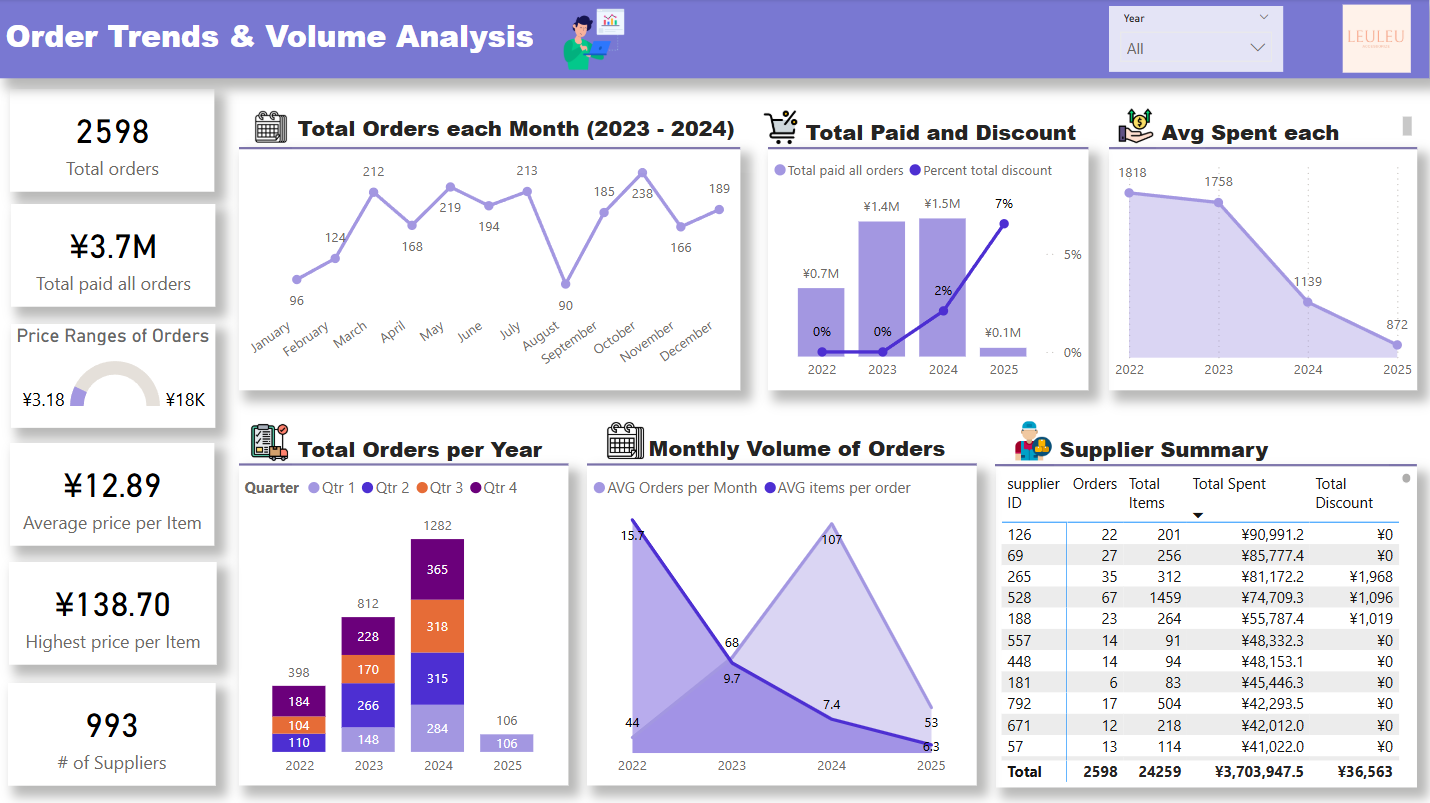 Order Trends & Volume Analysis
Year
All
LEULEU
2598
Total orders
¥3.7M
Total paid all orders
Price Ranges of Orders
¥3.18
¥18K
¥12.89
Average price per Item
¥138.70
Highest price per Item
993
# of Suppliers
Total Orders each Month (2023 - 2024)
96
124
212
168
219
194
213
90
185
238
166
189
January
February
March
April
May
June
July
August
September
October
November
December
Total Paid and Discount
Total paid all orders
Percent total discount
¥0.7M
¥1.4M
¥1.5M
¥0.1M
0%
0%
2%
7%
5%
0%
2022
2023
2024
2025
Avg Spent each
1818
1758
1139
872
2022
2023
2024
2025
Total Orders per Year
Quarter Qtr 1 Qtr 2 Qtr 3 Qtr 4
398
184
104
110
812
228
170
266
148
1282
365
318
315
284
106
106
2022
2023
2024
2025
Monthly Volume of Orders
AVG Orders per Month AVG items per order
15.7
44
68
9.7
107
7.4
53
6.3
2022
2023
2024
2025
Supplier Summary
supplier ID Orders Total Items Total Spent Total Discount
126 22 201 ¥90,991.2 ¥0
69 27 256 ¥85,777.4 ¥0
265 35 312 ¥81,172.2 ¥1,968
528 67 1459 ¥74,709.3 ¥1,096
188 23 264 ¥55,787.4 ¥1,019
557 14 91 ¥48,332.3 ¥0
448 14 94 ¥48,153.1 ¥0
181 6 83 ¥45,446.3 ¥0
792 17 504 ¥42,293.5 ¥0
671 12 218 ¥42,012.0 ¥0
57 13 114 ¥41,022.0 ¥0
Total 2598 24259 ¥3,703,947.5 ¥36,563